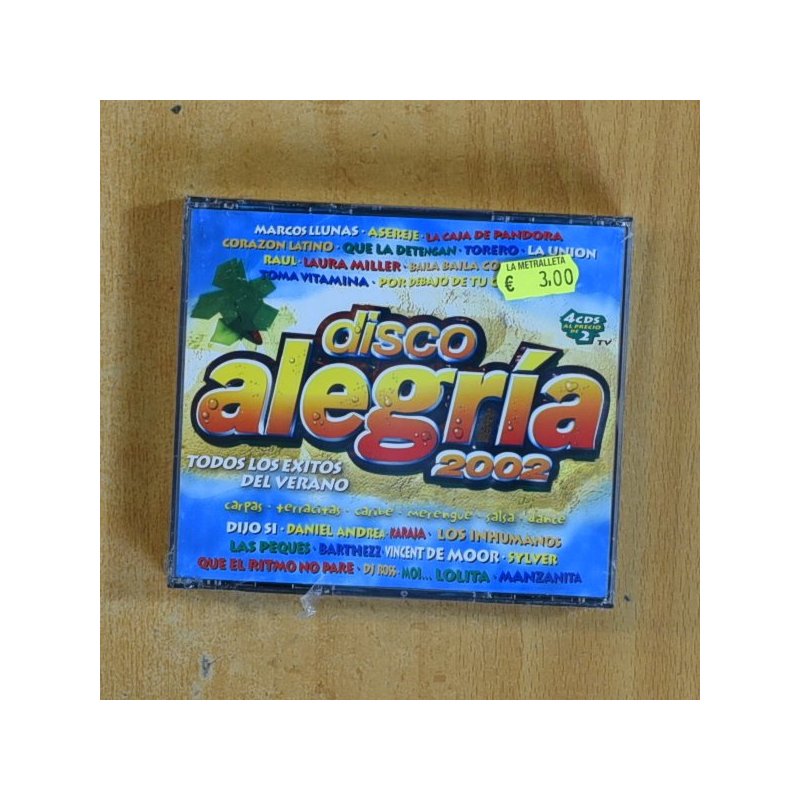 MARCOS LLUNAS · ASEREJE · LA CAJA DE PANDORA
CORAZON LATINO · QUE LA DETENGAN · TORERO · LA UNION
RAUL · LAURA MILLER · BAILA BAILA CO
TOMA VITAMINA · POR DEBAJO DE TU
LA METRALLETA
€ 3,00
4 CDS
AL PRECIO
DE 2
TV
disco
alegría
2002
TODOS LOS EXITOS
DEL VERANO
carpas · terracitas · caribe · merengue · salsa · dance
DIJO SI · DANIEL ANDREA · KARAJA · LOS INHUMANOS
LAS PEQUES · BARTHEZZ · VINCENT DE MOOR · SYLVER
QUE EL RITMO NO PARE · DJ BOSS · MOI... LOLITA · MANZANITA